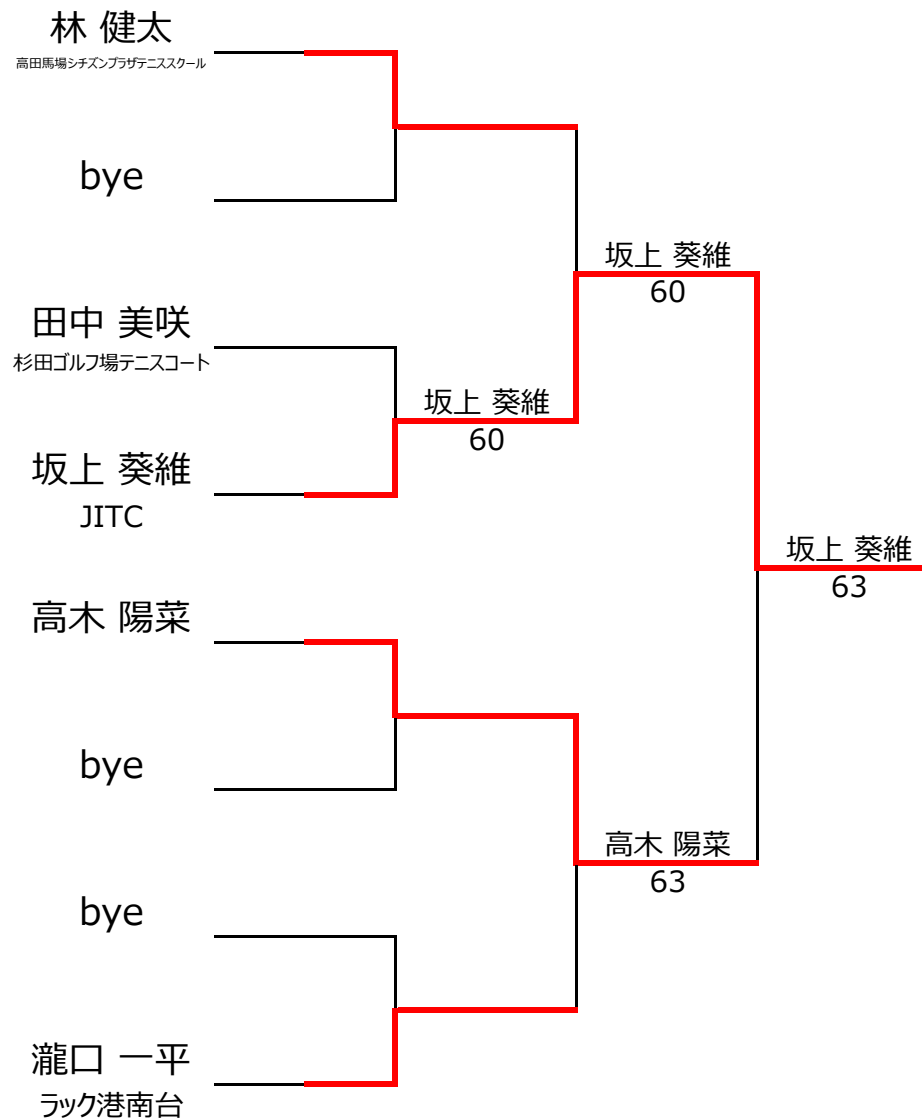 林 健太
高田馬場シチズンプラザテニススクール
bye
田中 美咲
杉田ゴルフ場テニスコート
坂上 葵維
JITC
高木 陽菜
bye
bye
瀧口 一平
ラック港南台
坂上 葵維
60
坂上 葵維
60
高木 陽菜
63
坂上 葵維
63